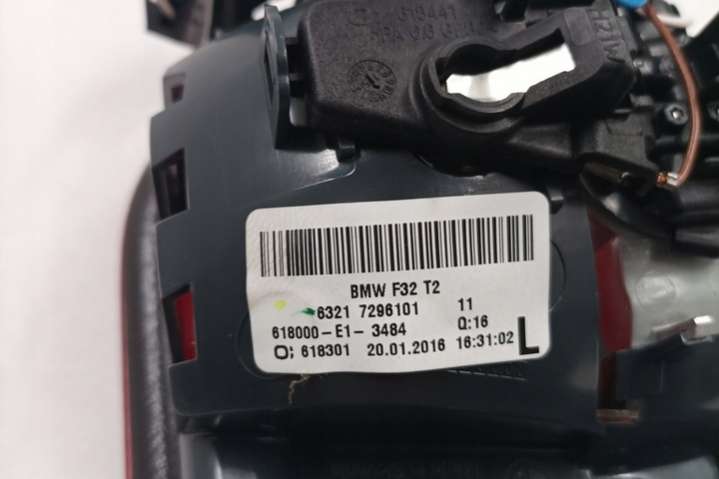 BMW F32 T2
6321 7296101 11
618000-E1- 3484 Q:16
O: 618301 20.01.2016 16:31:02 L